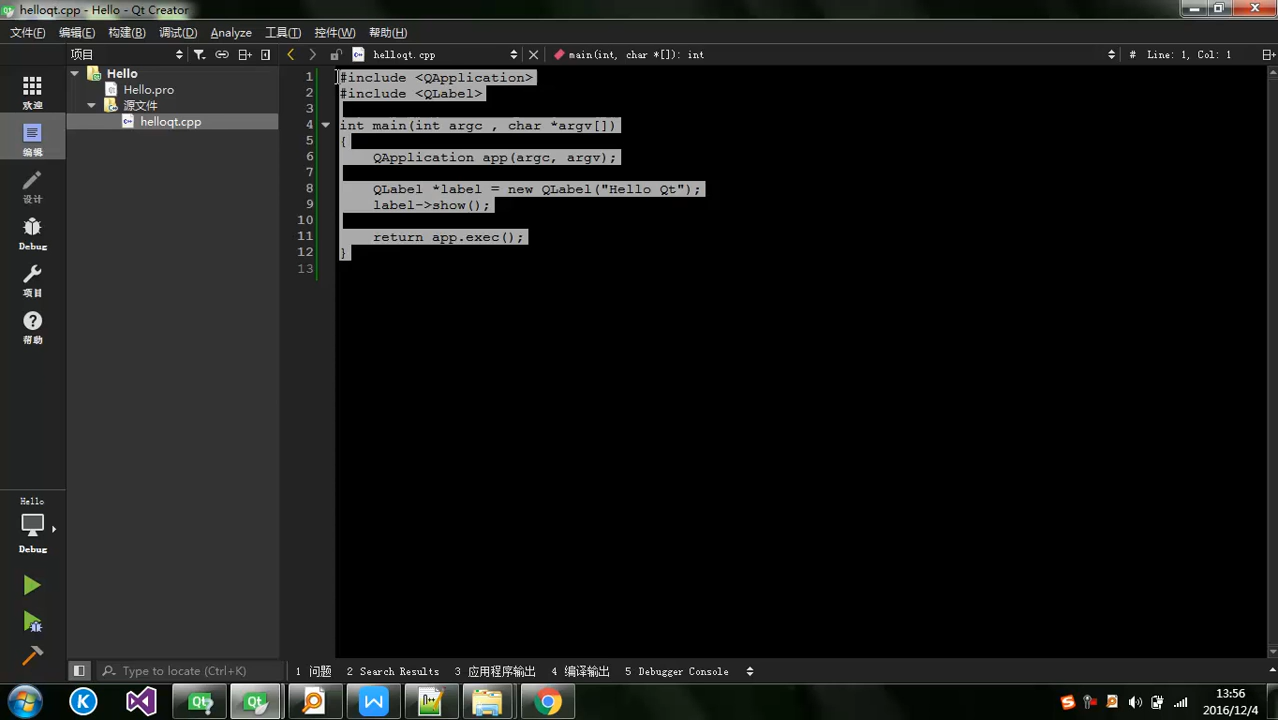 helloqt.cpp - Hello - Qt Creator
文件(F) 编辑(E) 构建(B) 调试(D) Analyze 工具(T) 控件(W) 帮助(H)
项目 helloqt.cpp main(int, char *[]): int # Line: 1, Col: 1
欢迎
编辑
设计
Debug
项目
帮助
Hello
Debug
Hello
Hello.pro
源文件
helloqt.cpp
1 #include <QApplication>
2 #include <QLabel>
3
4 int main(int argc , char *argv[])
5 {
6 QApplication app(argc, argv);
7
8 QLabel *label = new QLabel("Hello Qt");
9 label->show();
10
11 return app.exec();
12 }
13
Type to locate (Ctrl+K) 1 问题 2 Search Results 3 应用程序输出 4 编译输出 5 Debugger Console
13:56
2016/12/4